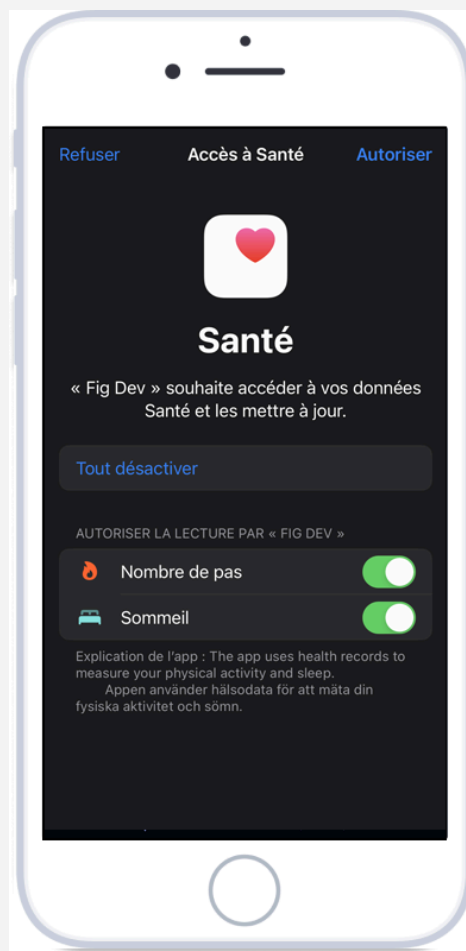 Refuser Accès à Santé Autoriser
Santé
« Fig Dev » souhaite accéder à vos données
Santé et les mettre à jour.
Tout désactiver
AUTORISER LA LECTURE PAR « FIG DEV »
Nombre de pas
Sommeil
Explication de l'app : The app uses health records to
measure your physical activity and sleep.
Appen använder hälsodata för att mäta din
fysiska aktivitet och sömn.